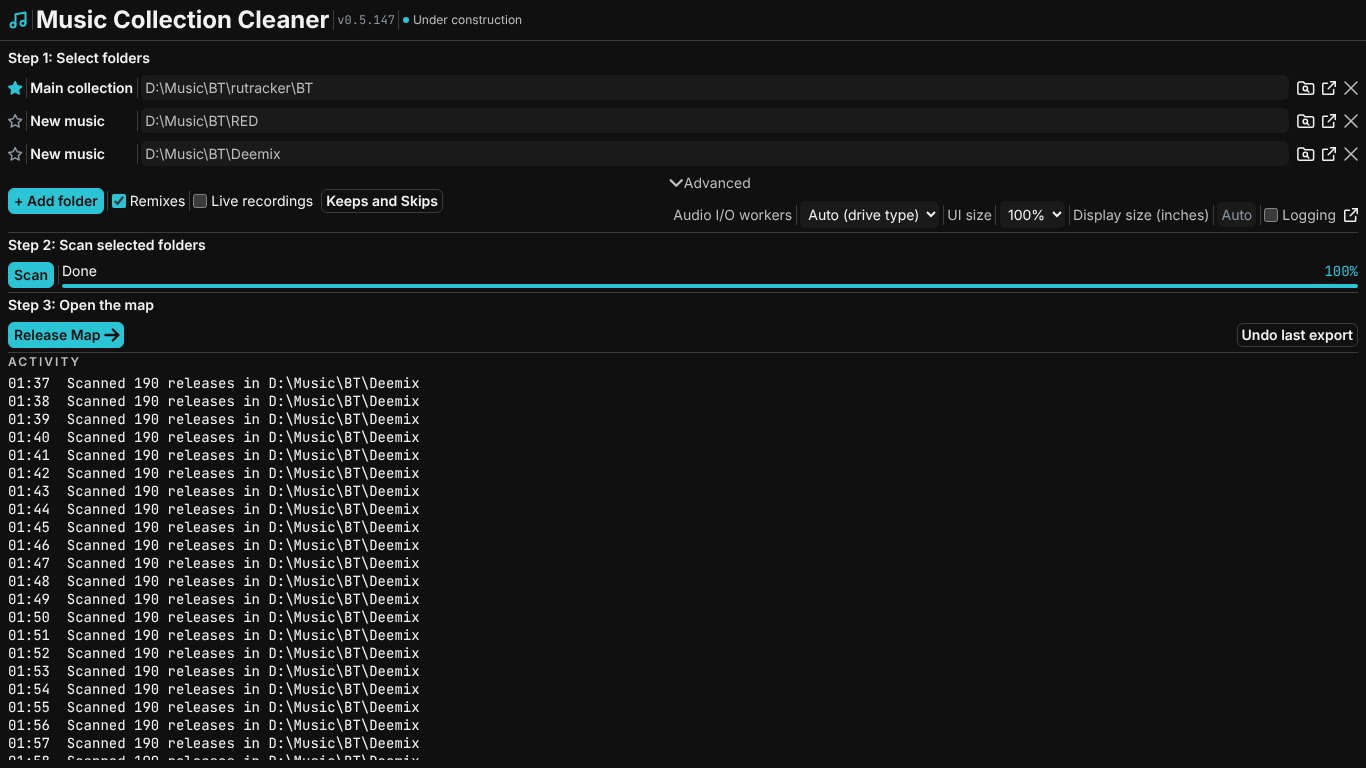 Music Collection Cleaner v0.5.147 Under construction
Step 1: Select folders
Main collection D:\Music\BT\rutracker\BT
New music D:\Music\BT\RED
New music D:\Music\BT\Deemix
+ Add folder Remixes Live recordings Keeps and Skips
Advanced
Audio I/O workers Auto (drive type) UI size 100% Display size (inches) Auto Logging
Step 2: Scan selected folders
Scan Done 100%
Step 3: Open the map
Release Map Undo last export
ACTIVITY
01:37 Scanned 190 releases in D:\Music\BT\Deemix
01:38 Scanned 190 releases in D:\Music\BT\Deemix
01:39 Scanned 190 releases in D:\Music\BT\Deemix
01:40 Scanned 190 releases in D:\Music\BT\Deemix
01:41 Scanned 190 releases in D:\Music\BT\Deemix
01:42 Scanned 190 releases in D:\Music\BT\Deemix
01:43 Scanned 190 releases in D:\Music\BT\Deemix
01:44 Scanned 190 releases in D:\Music\BT\Deemix
01:45 Scanned 190 releases in D:\Music\BT\Deemix
01:46 Scanned 190 releases in D:\Music\BT\Deemix
01:47 Scanned 190 releases in D:\Music\BT\Deemix
01:48 Scanned 190 releases in D:\Music\BT\Deemix
01:49 Scanned 190 releases in D:\Music\BT\Deemix
01:50 Scanned 190 releases in D:\Music\BT\Deemix
01:51 Scanned 190 releases in D:\Music\BT\Deemix
01:52 Scanned 190 releases in D:\Music\BT\Deemix
01:53 Scanned 190 releases in D:\Music\BT\Deemix
01:54 Scanned 190 releases in D:\Music\BT\Deemix
01:55 Scanned 190 releases in D:\Music\BT\Deemix
01:56 Scanned 190 releases in D:\Music\BT\Deemix
01:57 Scanned 190 releases in D:\Music\BT\Deemix